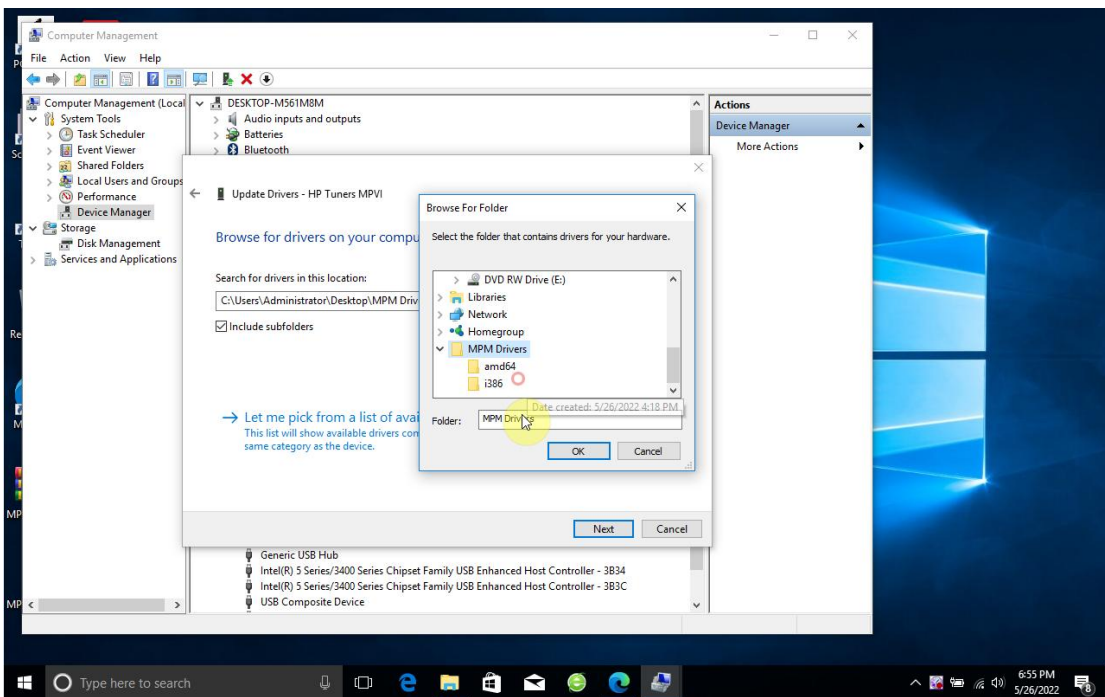 Computer Management
File Action View Help
Computer Management (Local
System Tools
Task Scheduler
Event Viewer
Shared Folders
Local Users and Groups
Performance
Device Manager
Storage
Disk Management
Services and Applications
DESKTOP-M561M8M
Audio inputs and outputs
Batteries
Bluetooth
Actions
Device Manager
More Actions
Update Drivers - HP Tuners MPVI
Browse for drivers on your compu
Search for drivers in this location:
C:\Users\Administrator\Desktop\MPM Driv
Include subfolders
Let me pick from a list of avai
This list will show available drivers con
same category as the device.
Next Cancel
Browse For Folder
Select the folder that contains drivers for your hardware.
DVD RW Drive (E:)
Libraries
Network
Homegroup
MPM Drivers
amd64
i386
Date created: 5/26/2022 4:18 PM
Folder: MPM Drivers
OK Cancel
Generic USB Hub
Intel(R) 5 Series/3400 Series Chipset Family USB Enhanced Host Controller - 3B34
Intel(R) 5 Series/3400 Series Chipset Family USB Enhanced Host Controller - 3B3C
USB Composite Device
Sc
Re
MP
MP
Type here to search
6:55 PM
5/26/2022
8